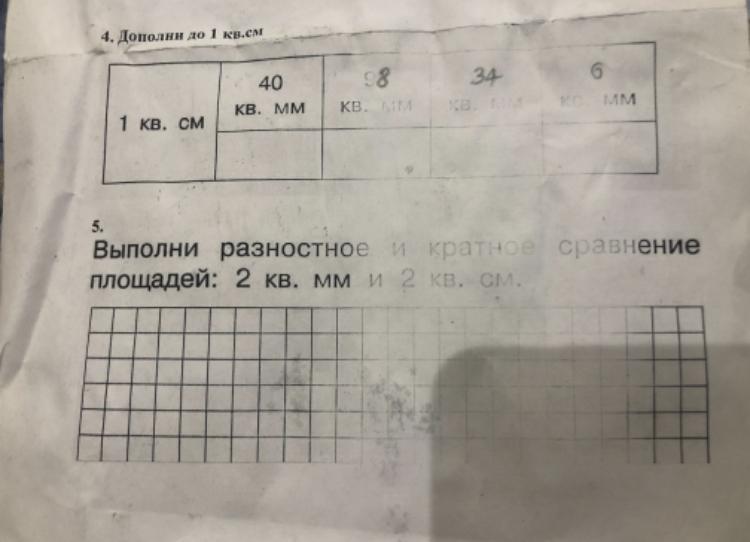 4. Дополни до 1 кв.см
1 кв. см
40 98 34 6
кв. мм кв. мм кв. мм кв. мм
5.
Выполни разностное и кратное сравнение
площадей: 2 кв. мм и 2 кв. см.